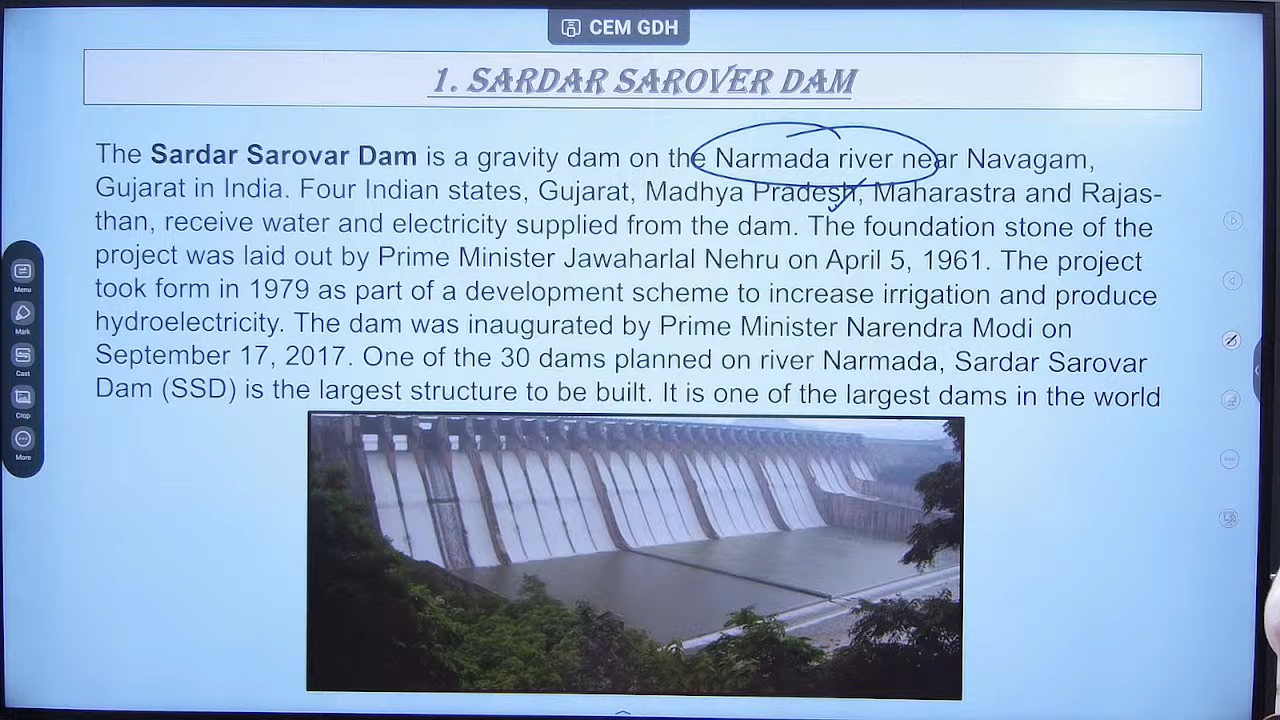 CEM GDH
1. SARDAR SAROVER DAM
The Sardar Sarovar Dam is a gravity dam on the Narmada river near Navagam,
Gujarat in India. Four Indian states, Gujarat, Madhya Pradesh, Maharastra and Rajas-
than, receive water and electricity supplied from the dam. The foundation stone of the
project was laid out by Prime Minister Jawaharlal Nehru on April 5, 1961. The project
took form in 1979 as part of a development scheme to increase irrigation and produce
hydroelectricity. The dam was inaugurated by Prime Minister Narendra Modi on
September 17, 2017. One of the 30 dams planned on river Narmada, Sardar Sarovar
Dam (SSD) is the largest structure to be built. It is one of the largest dams in the world
Menu
Mark
Cast
Crop
More